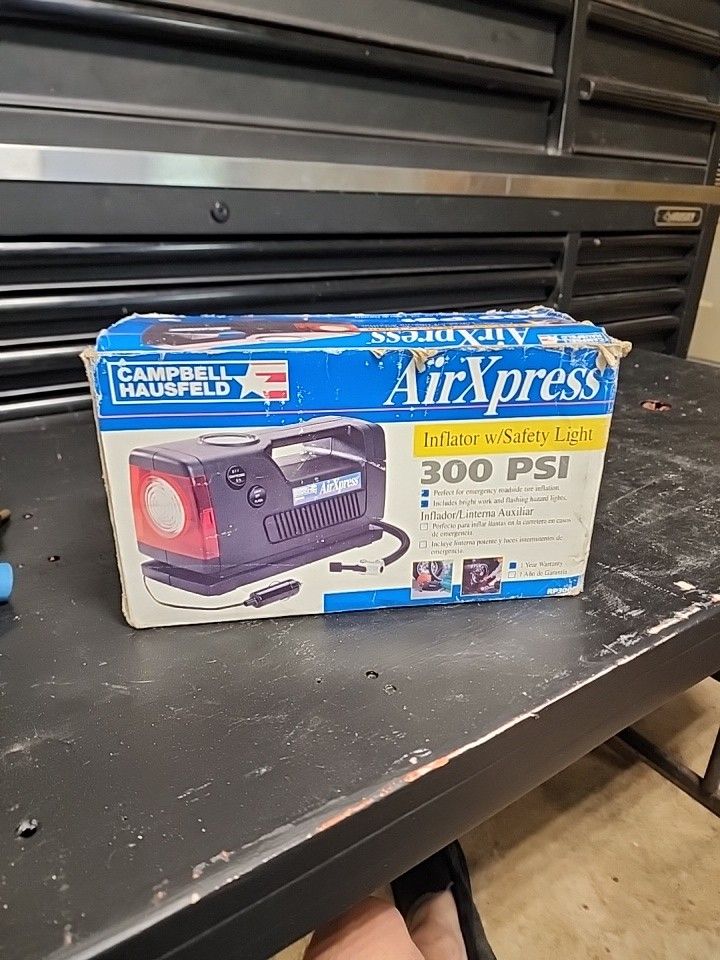 AirXpress
CAMPBELL
HAUSFELD
AirXpress
Inflator w/Safety Light
300 PSI
Perfect for emergency roadside tire inflation.
Includes bright work and flashing hazard lights.
Inflador/Linterna Auxiliar
Perfecto para inflar llantas en la carretera en casos
de emergencia.
Incluye linterna potente y luces intermitentes de
emergencia.
1 Year Warranty
1 Año de Garantía
AirXpress